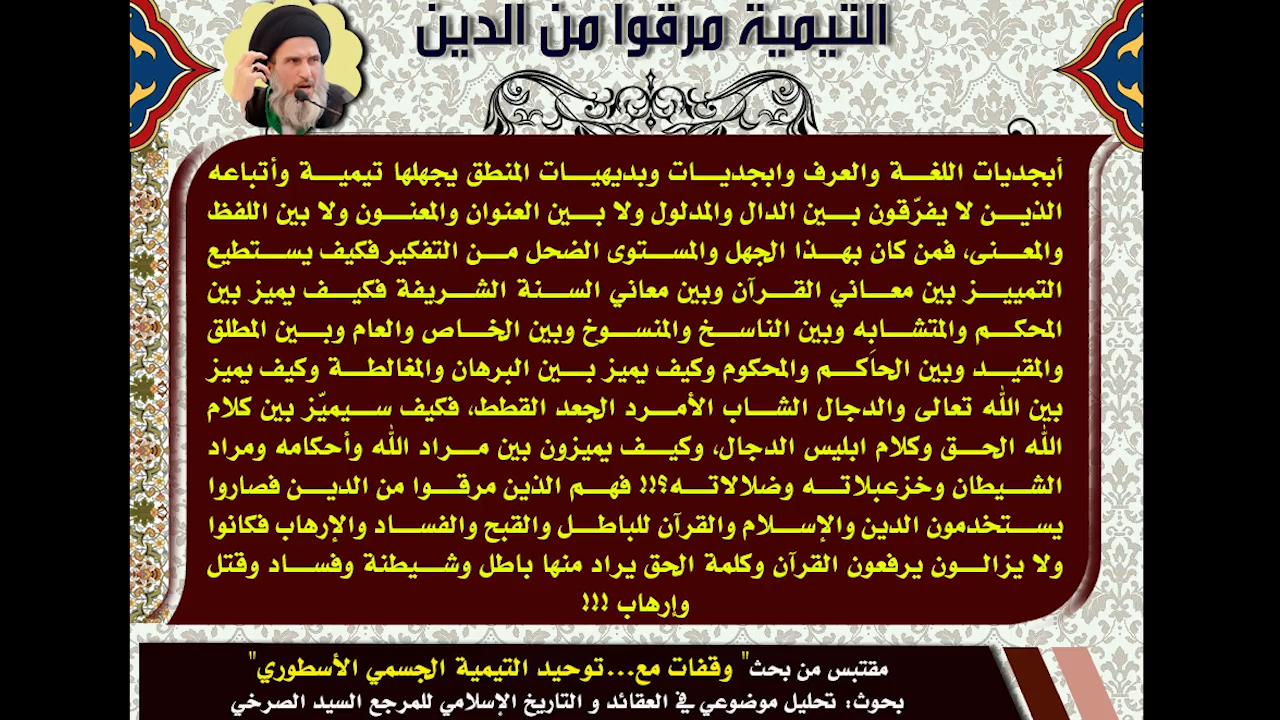 التيمية مرقوا من الدين
أبجديات اللغة والعرف وابجديات وبديهيات المنطق يجهلها تيمية وأتباعه
الذين لا يفرّقون بين الدال والمدلول ولا بين العنوان والمعنون ولا بين اللفظ
والمعنى، فمن كان بهذا الجهل والمستوى الضحل من التفكير فكيف يستطيع
التمييز بين معاني القرآن وبين معاني السنة الشريفة فكيف يميز بين
المحكم والمتشابه وبين الناسخ والمنسوخ وبين الخاص والعام وبين المطلق
والمقيد وبين الحاَكم والمحكوم وكيف يميز بين البرهان والمغالطة وكيف يميز
بين الله تعالى والدجال الشاب الأمرد الجعد القطط، فكيف سيميّز بين كلام
الله الحق وكلام ابليس الدجال، وكيف يميزون بين مراد الله وأحكامه ومراد
الشيطان وخزعبلاته وضلالاته؟!! فهم الذين مرقوا من الدين فصاروا
يستخدمون الدين والإسلام والقرآن للباطل والقبح والفساد والإرهاب فكانوا
ولا يزالون يرفعون القرآن وكلمة الحق يراد منها باطل وشيطنة وفساد وقتل
وإرهاب !!!
مقتبس من بحث" وقفات مع...توحيد التيمية الجسمي الأسطوري"
بحوث: تحليل موضوعي في العقائد و التاريخ الإسلامي للمرجع السيد الصرخي